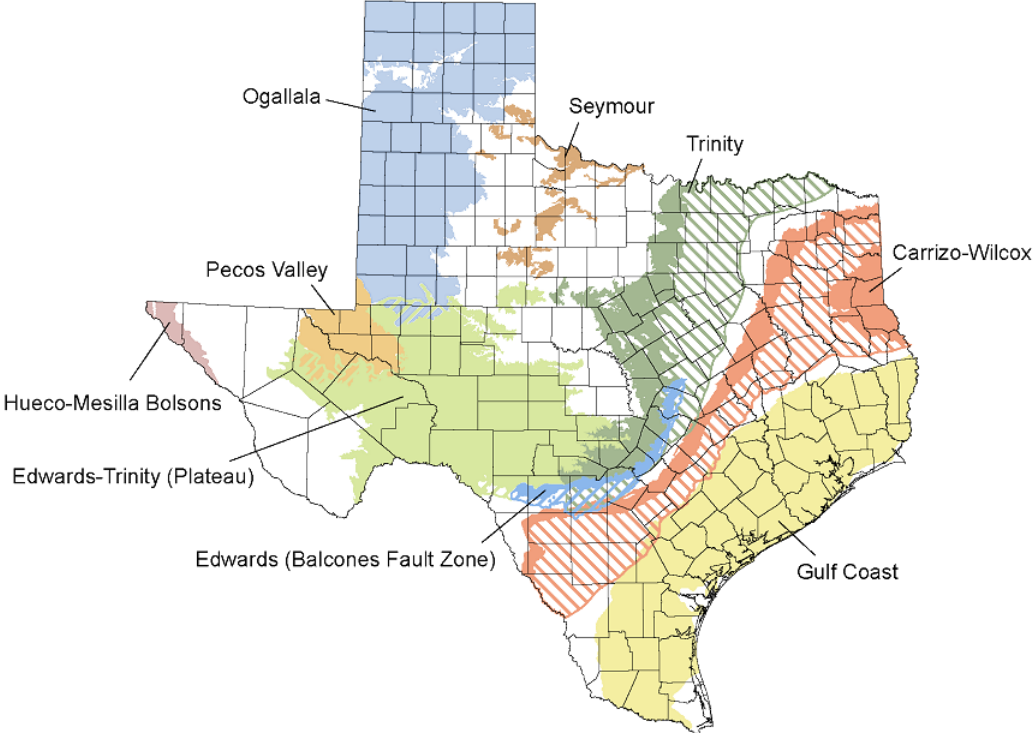 Ogallala
Seymour
Trinity
Carrizo-Wilcox
Pecos Valley
Hueco-Mesilla Bolsons
Edwards-Trinity (Plateau)
Edwards (Balcones Fault Zone)
Gulf Coast